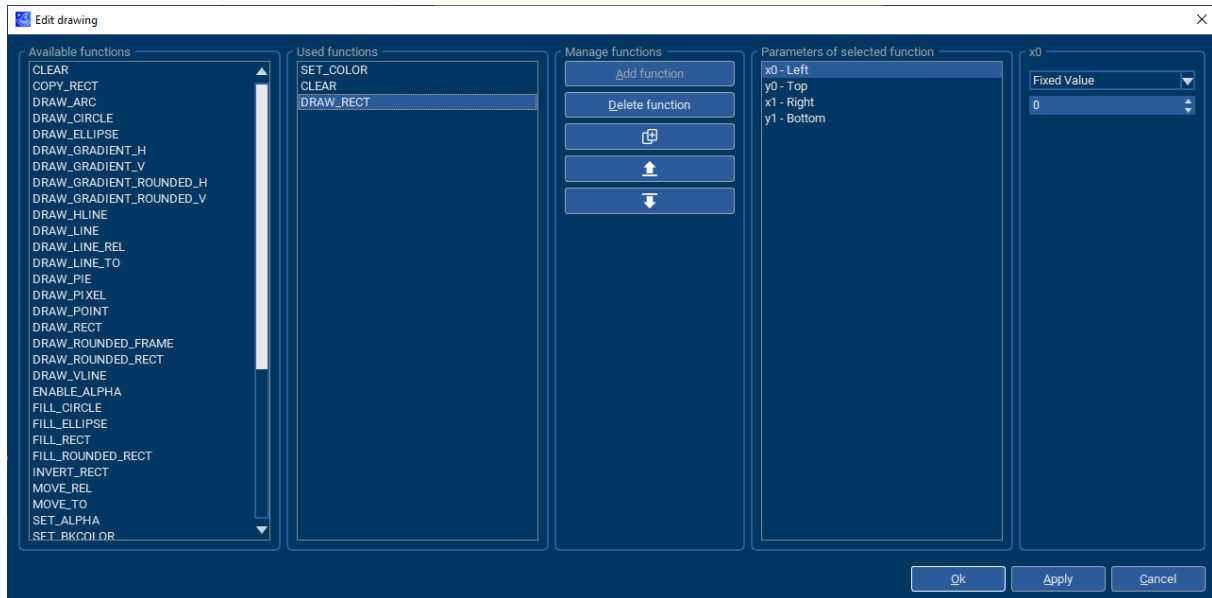 Edit drawing
Available functions
CLEAR
COPY_RECT
DRAW_ARC
DRAW_CIRCLE
DRAW_ELLIPSE
DRAW_GRADIENT_H
DRAW_GRADIENT_V
DRAW_GRADIENT_ROUNDED_H
DRAW_GRADIENT_ROUNDED_V
DRAW_HLINE
DRAW_LINE
DRAW_LINE_REL
DRAW_LINE_TO
DRAW_PIE
DRAW_PIXEL
DRAW_POINT
DRAW_RECT
DRAW_ROUNDED_FRAME
DRAW_ROUNDED_RECT
DRAW_VLINE
ENABLE_ALPHA
FILL_CIRCLE
FILL_ELLIPSE
FILL_RECT
FILL_ROUNDED_RECT
INVERT_RECT
MOVE_REL
MOVE_TO
SET_ALPHA
SET_BKCOLOR
Used functions
SET_COLOR
CLEAR
DRAW_RECT
Manage functions
Add function
Delete function
Parameters of selected function
x0 - Left
y0 - Top
x1 - Right
y1 - Bottom
x0
Fixed Value
0
Ok
Apply
Cancel